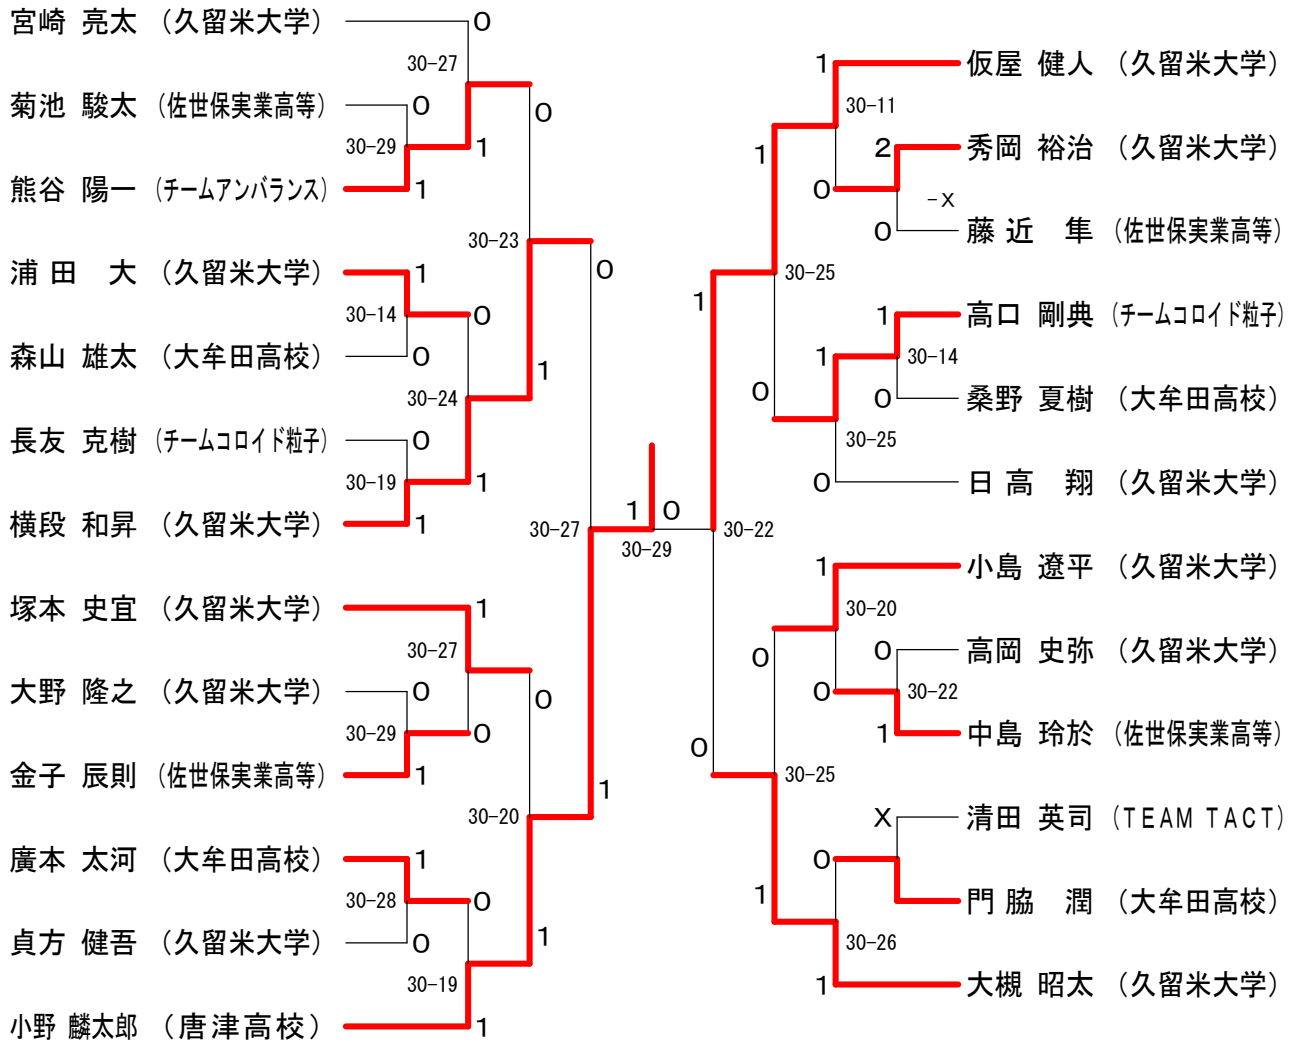 宮崎 亮太 (久留米大学)
0
30-27
菊池 駿太 (佐世保実業高等)
0
0
30-29
1
熊谷 陽一 (チームアンバランス)
1
30-23
0
浦田 大 (久留米大学)
1
30-14
0
森山 雄太 (大牟田高校)
0
1
30-24
長友 克樹 (チームコロイド粒子)
0
30-19
1
横段 和昇 (久留米大学)
1
30-27
1
0
30-29
塚本 史宜 (久留米大学)
1
30-27
大野 隆之 (久留米大学)
0
0
30-29
0
金子 辰則 (佐世保実業高等)
1
1
30-20
廣本 太河 (大牟田高校)
1
30-28
0
貞方 健吾 (久留米大学)
0
1
30-19
小野 麟太郎 (唐津高校)
1
1
仮屋 健人 (久留米大学)
30-11
1
2
秀岡 裕治 (久留米大学)
0
-X
0
藤近 隼 (佐世保実業高等)
30-25
1
1
高口 剛典 (チームコロイド粒子)
1
30-14
0
0
桑野 夏樹 (大牟田高校)
30-25
0
日高 翔 (久留米大学)
30-22
1
小島 遼平 (久留米大学)
30-20
0
0
高岡 史弥 (久留米大学)
0
30-22
1
中島 玲於 (佐世保実業高等)
0
30-25
X
清田 英司 (TEAM TACT)
0
1
門脇 潤 (大牟田高校)
30-26
1
大槻 昭太 (久留米大学)